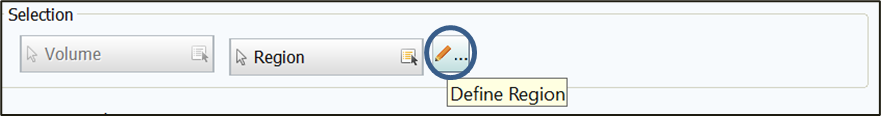 Selection
Volume Region ...
Define Region